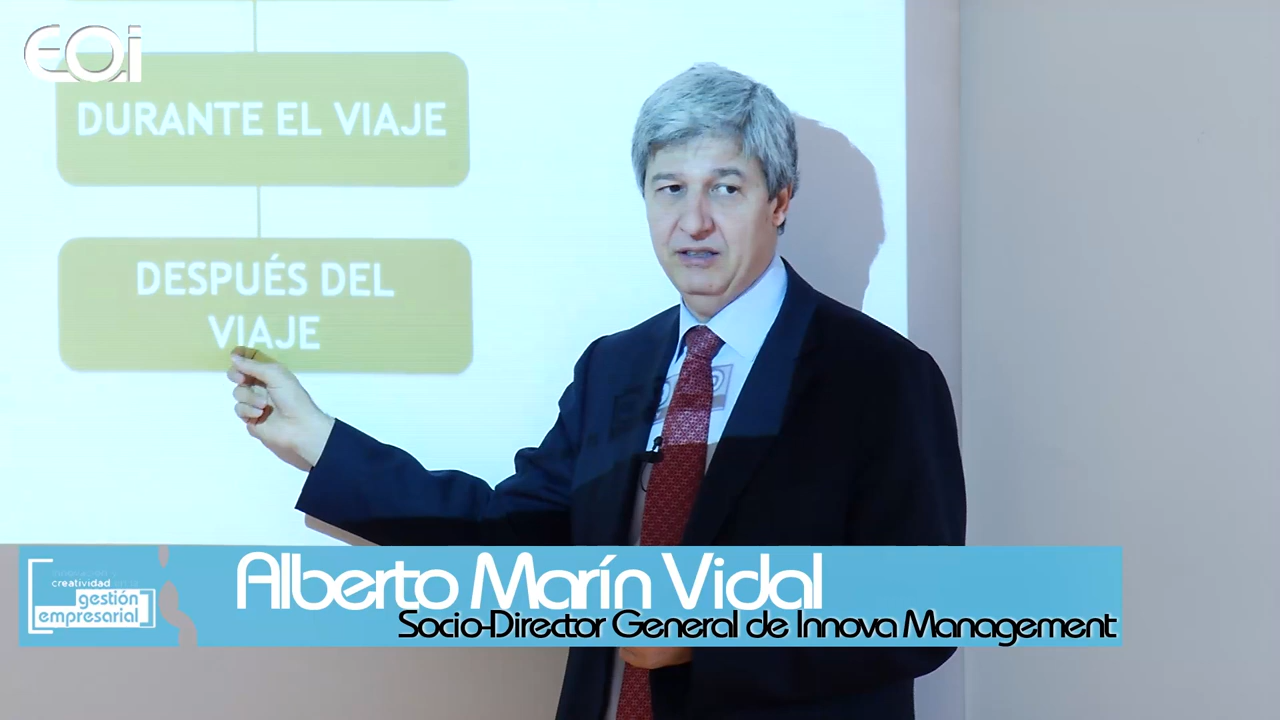 EOi
DURANTE EL VIAJE
DESPUÉS DEL
VIAJE
creatividad
gestión
empresarial
Alberto Marín Vidal
Socio-Director General de Innova Management